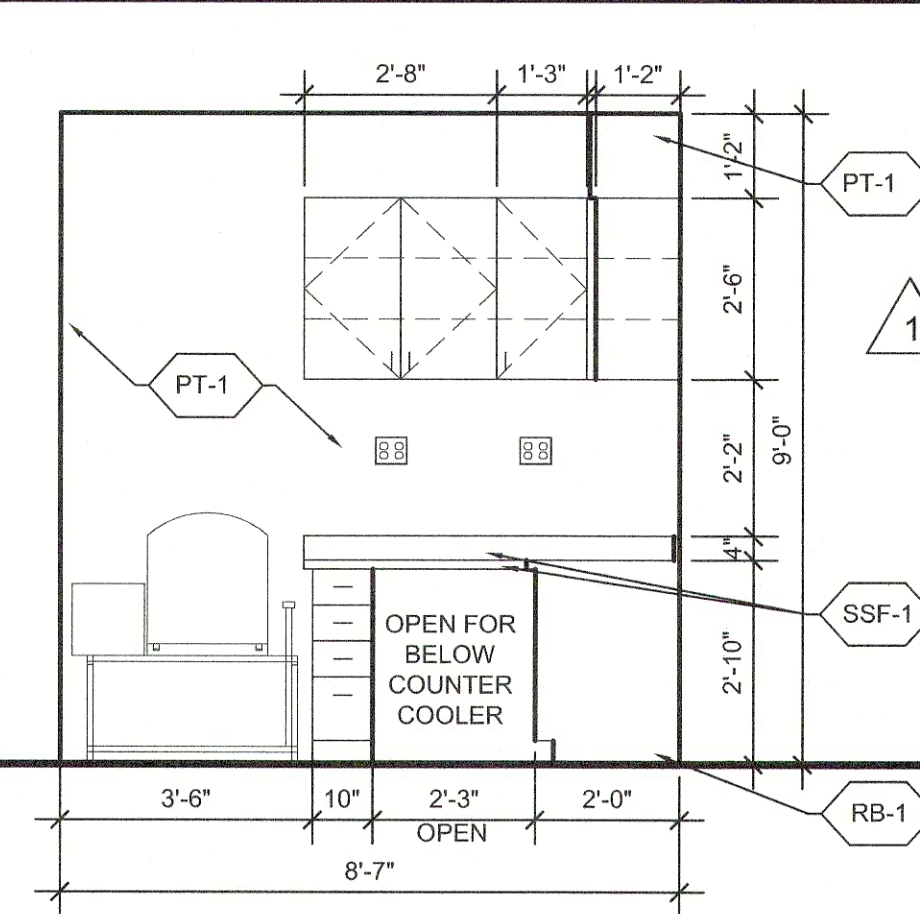 2'-8" 1'-3" 1'-2"
1'-2"
PT-1
2'-6"
1
PT-1
2'-2"
9'-0"
4"
SSF-1
OPEN FOR
BELOW
COUNTER
COOLER
2'-10"
3'-6" 10" 2'-3" 2'-0"
OPEN
RB-1
8'-7"